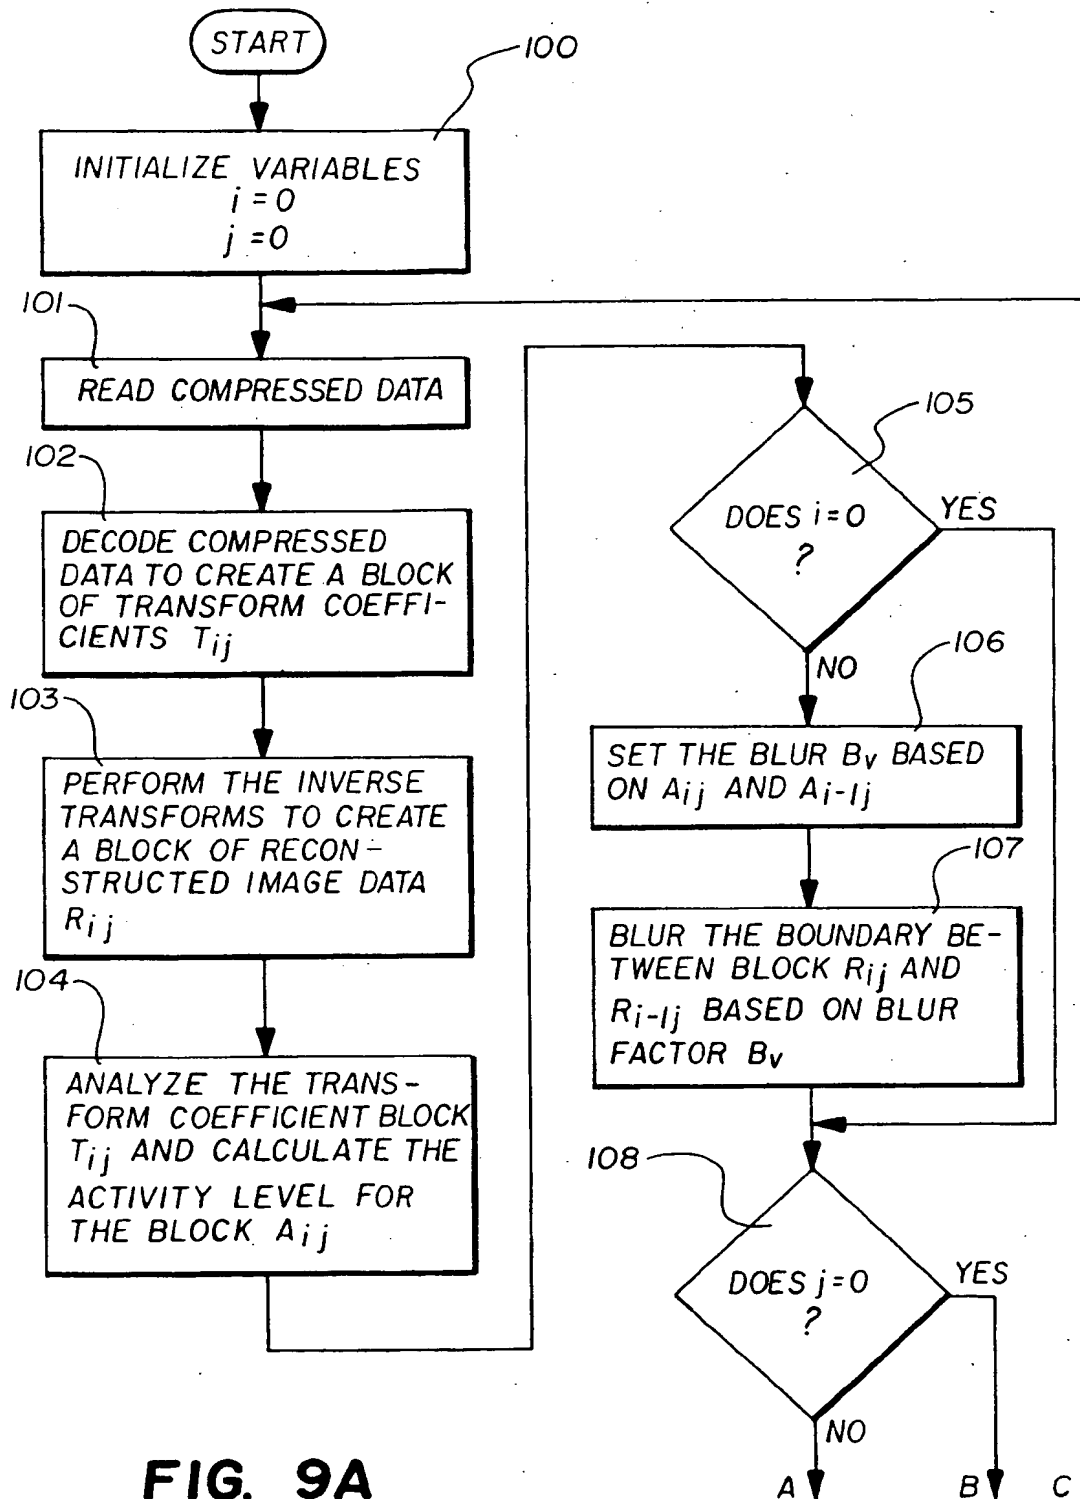 START
100
INITIALIZE VARIABLES
i = 0
j = 0
101
READ COMPRESSED DATA
102
DECODE COMPRESSED
DATA TO CREATE A BLOCK
OF TRANSFORM COEFFI-
CIENTS Tij
103
PERFORM THE INVERSE
TRANSFORMS TO CREATE
A BLOCK OF RECON-
STRUCTED IMAGE DATA
Rij
104
ANALYZE THE TRANS-
FORM COEFFICIENT BLOCK
Tij AND CALCULATE THE
ACTIVITY LEVEL FOR
THE BLOCK Aij
105
DOES i=0
?
YES
NO
106
SET THE BLUR Bv BASED
ON Aij AND Ai-1j
107
BLUR THE BOUNDARY BE-
TWEEN BLOCK Rij AND
Ri-1j BASED ON BLUR
FACTOR Bv
108
DOES j=0
?
YES
NO
A
B
C
FIG. 9A